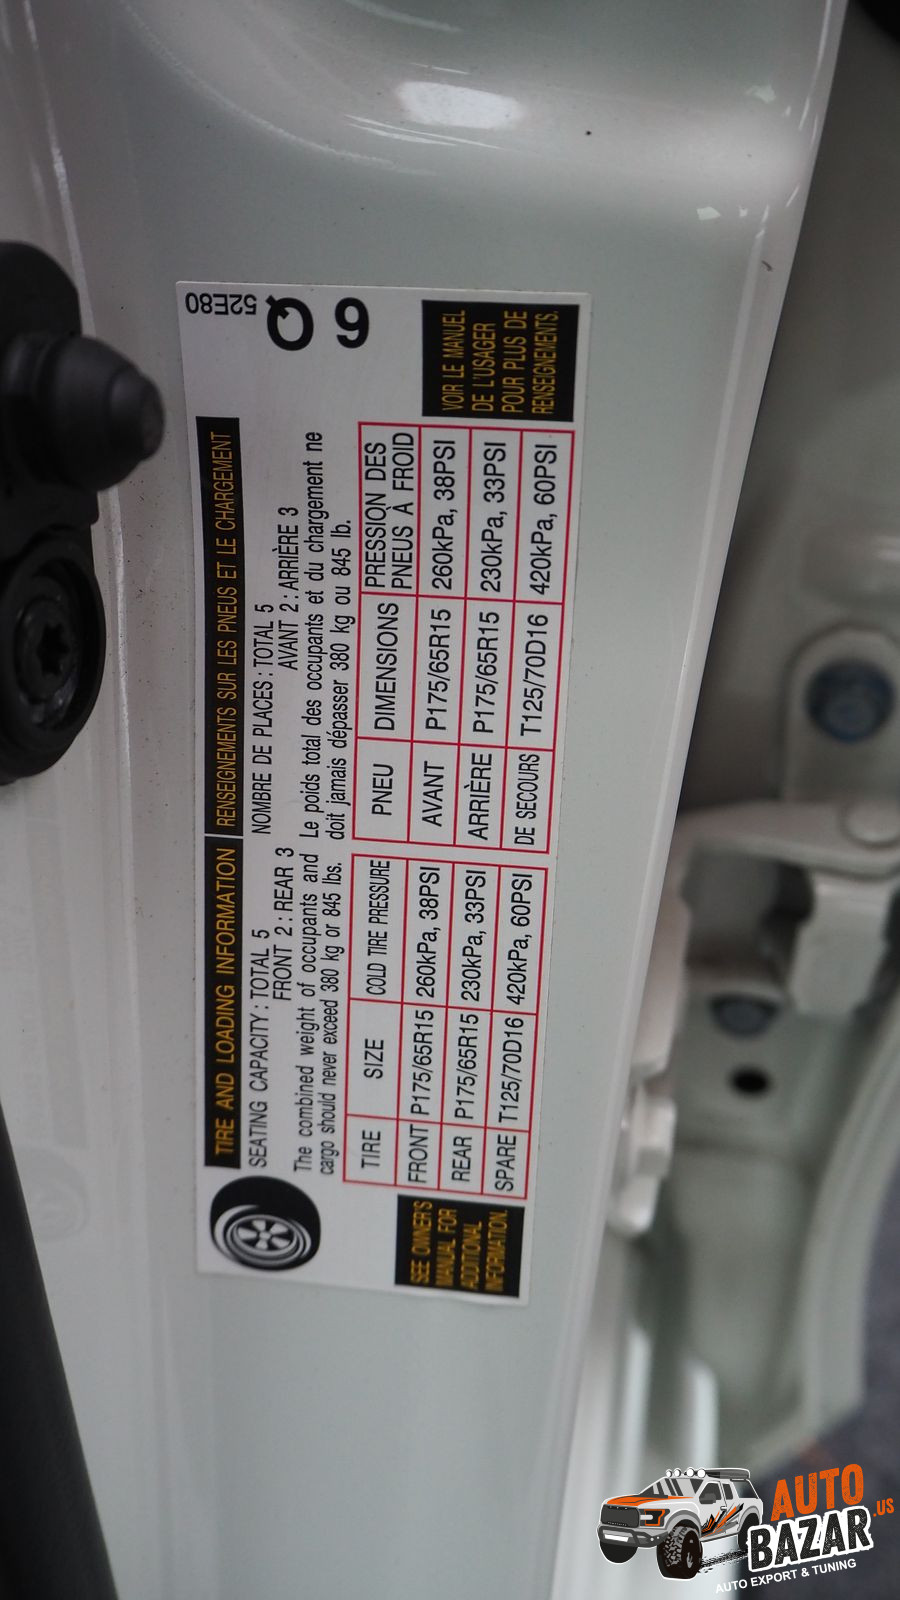 TIRE AND LOADING INFORMATION
SEATING CAPACITY : TOTAL 5
FRONT 2 : REAR 3
The combined weight of occupants and
cargo should never exceed 380 kg or 845 lbs.
TIRE SIZE COLD TIRE PRESSURE
FRONT P175/65R15 260kPa, 38PSI
REAR P175/65R15 230kPa, 33PSI
SPARE T125/70D16 420kPa, 60PSI
SEE OWNER'S
MANUAL FOR
ADDITIONAL
INFORMATION.
RENSEIGNEMENTS SUR LES PNEUS ET LE CHARGEMENT
NOMBRE DE PLACES : TOTAL 5
AVANT 2 : ARRIÈRE 3
Le poids total des occupants et du chargement ne
doit jamais dépasser 380 kg ou 845 lb.
PNEU DIMENSIONS PRESSION DES
PNEUS À FROID
AVANT P175/65R15 260kPa, 38PSI
ARRIÈRE P175/65R15 230kPa, 33PSI
DE SECOURS T125/70D16 420kPa, 60PSI
VOIR LE MANUEL
DE L'USAGER
POUR PLUS DE
RENSEIGNEMENTS.
52E80
Q 9
AUTO
BAZAR.US
AUTO EXPORT & TUNING